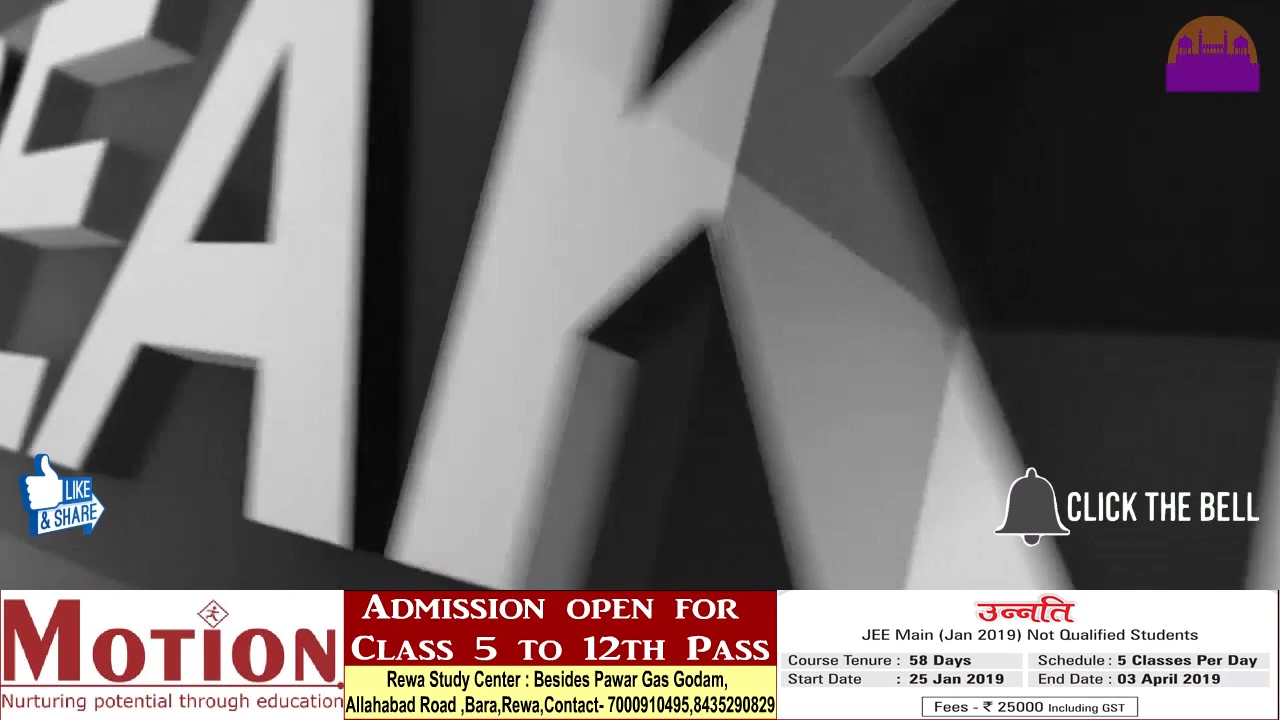 EAK
LIKE
& SHARE
CLICK THE BELL
MOTION
Nurturing potential through education
ADMISSION OPEN FOR
CLASS 5 TO 12TH PASS
Rewa Study Center : Besides Pawar Gas Godam,
Allahabad Road ,Bara,Rewa,Contact- 7000910495,8435290829
उन्नति
JEE Main (Jan 2019) Not Qualified Students
Course Tenure : 58 Days Schedule : 5 Classes Per Day
Start Date : 25 Jan 2019 End Date : 03 April 2019
Fees - ₹ 25000 Including GST